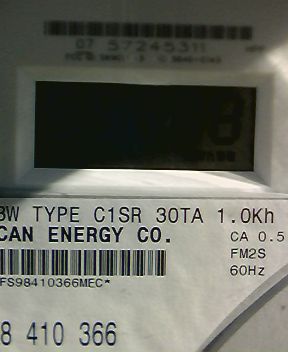 07 57245311
8
3W TYPE C1SR 30TA 1.0Kh
CAN ENERGY CO.
CA 0.5
FM2S
60Hz
FS98410366MEC*
8 410 366